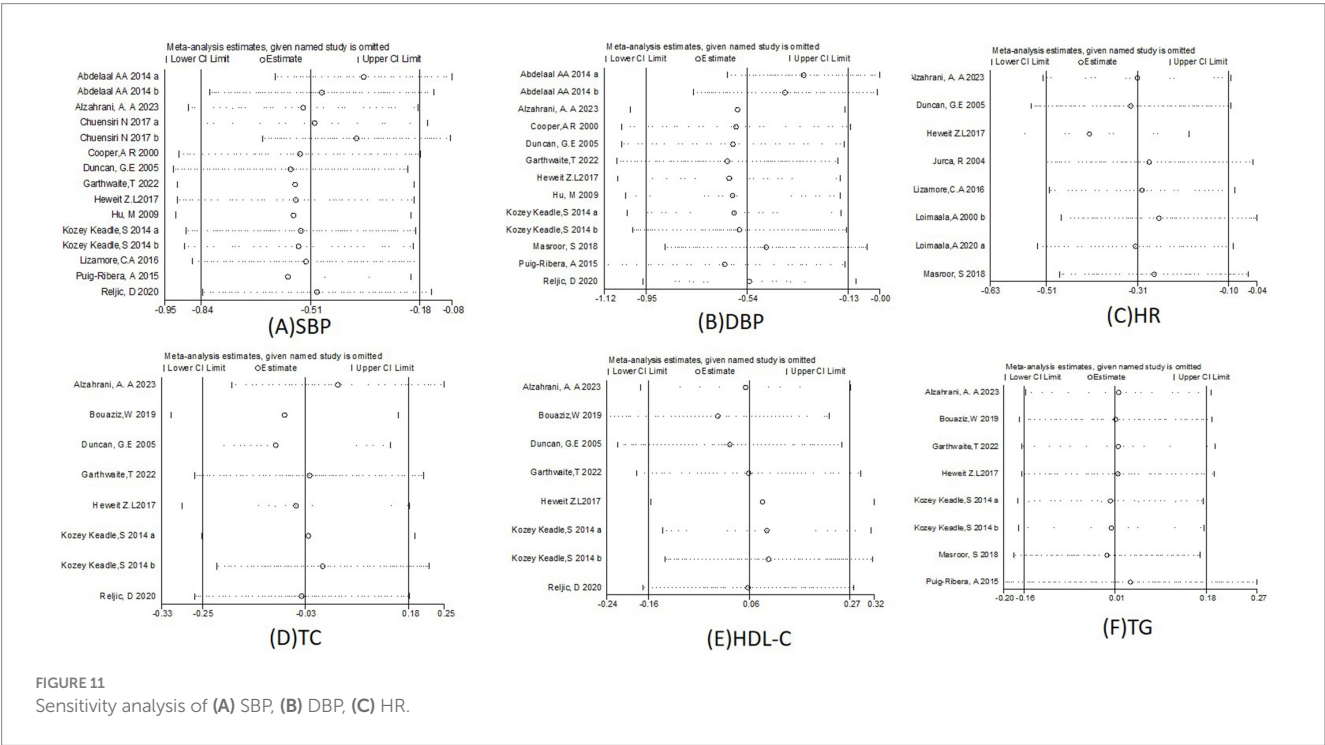 Meta-analysis estimates, given named study is omitted
Lower CI Limit Estimate Upper CI Limit
Abdelaal AA 2014 a
Abdelaal AA 2014 b
Alzahrani, A. A 2023
Chuensiri N 2017 a
Chuensiri N 2017 b
Cooper,A R 2000
Duncan, G.E 2005
Garthwaite,T 2022
Heweit Z.L2017
Hu, M 2009
Kozey Keadle,S 2014 a
Kozey Keadle,S 2014 b
Lizamore,C.A 2016
Puig-Ribera, A 2015
Reljic, D 2020
-0.95 -0.84 -0.51 -0.18 -0.08
(A)SBP
Meta-analysis estimates, given named study is omitted
Lower CI Limit Estimate Upper CI Limit
Abdelaal AA 2014 a
Abdelaal AA 2014 b
Alzahrani, A. A 2023
Cooper,A R 2000
Duncan, G.E 2005
Garthwaite,T 2022
Heweit Z.L2017
Hu, M 2009
Kozey Keadle,S 2014 a
Kozey Keadle,S 2014 b
Masroor, S 2018
Puig-Ribera, A 2015
Reljic, D 2020
-1.12 -0.95 -0.54 -0.13 -0.00
(B)DBP
Meta-analysis estimates, given named study is omitted
Lower CI Limit Estimate Upper CI Limit
Alzahrani, A. A 2023
Duncan, G.E 2005
Heweit Z.L2017
Jurca, R 2004
Lizamore,C.A 2016
Loimaala,A 2000 b
Loimaala,A 2020 a
Masroor, S 2018
-0.63 -0.51 -0.31 -0.10 -0.04
(C)HR
Meta-analysis estimates, given named study is omitted
Lower CI Limit Estimate Upper CI Limit
Alzahrani, A. A 2023
Bouaziz,W 2019
Duncan, G.E 2005
Garthwaite,T 2022
Heweit Z.L2017
Kozey Keadle,S 2014 a
Kozey Keadle,S 2014 b
Reljic, D 2020
-0.33 -0.25 -0.03 0.18 0.25
(D)TC
Meta-analysis estimates, given named study is omitted
Lower CI Limit Estimate Upper CI Limit
Alzahrani, A. A 2023
Bouaziz,W 2019
Duncan, G.E 2005
Garthwaite,T 2022
Heweit Z.L2017
Kozey Keadle,S 2014 a
Kozey Keadle,S 2014 b
Reljic, D 2020
-0.24 -0.16 0.06 0.27 0.32
(E)HDL-C
Meta-analysis estimates, given named study is omitted
Lower CI Limit Estimate Upper CI Limit
Alzahrani, A. A 2023
Bouaziz,W 2019
Garthwaite,T 2022
Heweit Z.L2017
Kozey Keadle,S 2014 a
Kozey Keadle,S 2014 b
Masroor, S 2018
Puig-Ribera, A 2015
-0.20 -0.16 0.01 0.18 0.27
(F)TG
FIGURE 11
Sensitivity analysis of (A) SBP, (B) DBP, (C) HR.